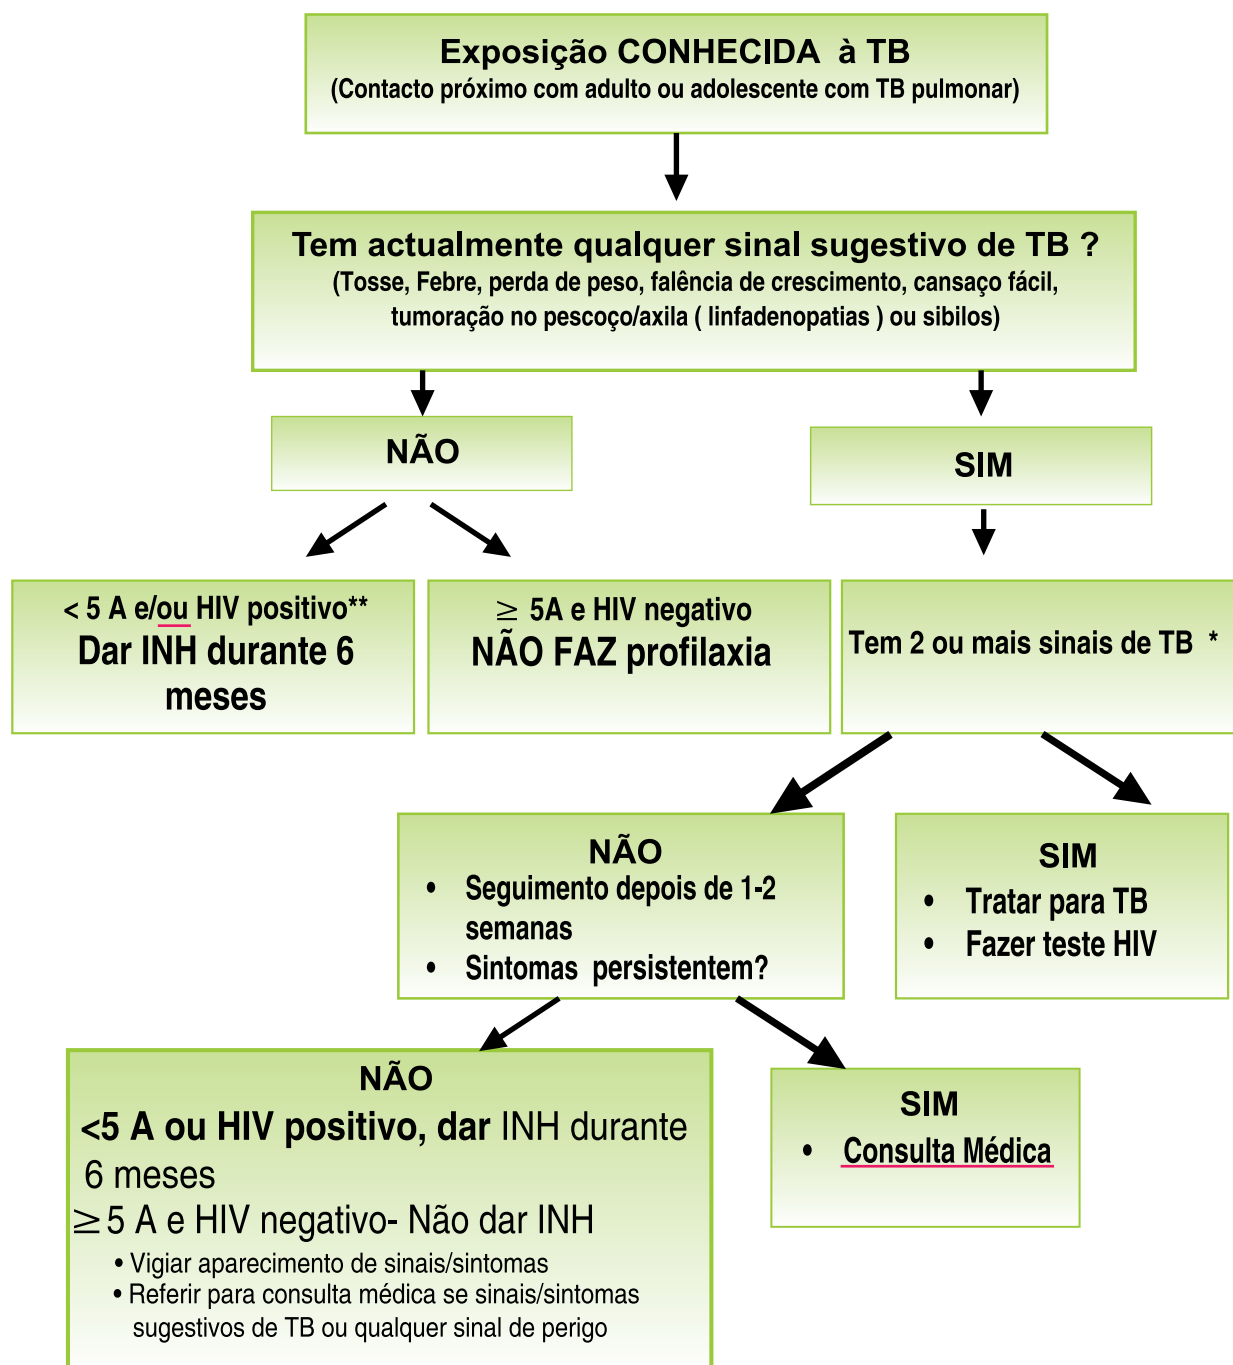 Exposição CONHECIDA à TB
(Contacto próximo com adulto ou adolescente com TB pulmonar)
Tem actualmente qualquer sinal sugestivo de TB ?
(Tosse, Febre, perda de peso, falência de crescimento, cansaço fácil,
tumoração no pescoço/axila ( linfadenopatias ) ou sibilos)
NÃO
SIM
< 5 A e/ou HIV positivo**
Dar INH durante 6
meses
≥ 5A e HIV negativo
NÃO FAZ profilaxia
Tem 2 ou mais sinais de TB *
NÃO
• Seguimento depois de 1-2
semanas
• Sintomas persistentem?
SIM
• Tratar para TB
• Fazer teste HIV
NÃO
<5 A ou HIV positivo, dar INH durante
6 meses
≥ 5 A e HIV negativo- Não dar INH
• Vigiar aparecimento de sinais/sintomas
• Referir para consulta médica se sinais/sintomas
sugestivos de TB ou qualquer sinal de perigo
SIM
• Consulta Médica